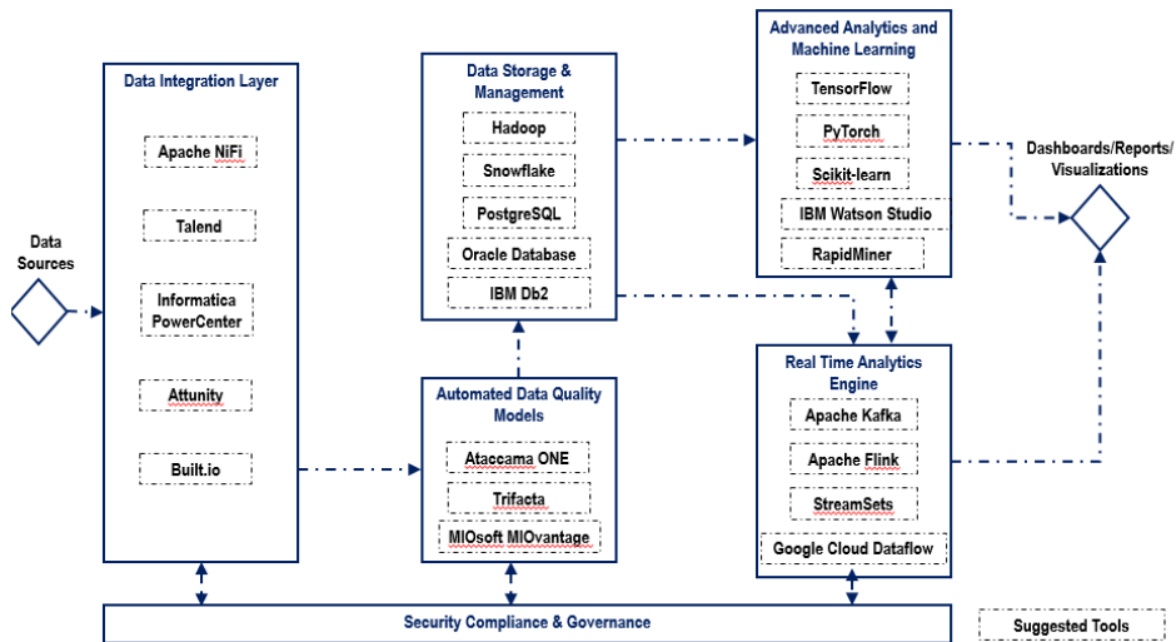 Data
Sources
Data Integration Layer
Apache NiFi
Talend
Informatica
PowerCenter
Attunity
Built.io
Data Storage &
Management
Hadoop
Snowflake
PostgreSQL
Oracle Database
IBM Db2
Automated Data Quality
Models
Ataccama ONE
Trifacta
MIOsoft MIOvantage
Advanced Analytics and
Machine Learning
TensorFlow
PyTorch
Scikit-learn
IBM Watson Studio
RapidMiner
Real Time Analytics
Engine
Apache Kafka
Apache Flink
StreamSets
Google Cloud Dataflow
Dashboards/Reports/
Visualizations
Security Compliance & Governance
Suggested Tools